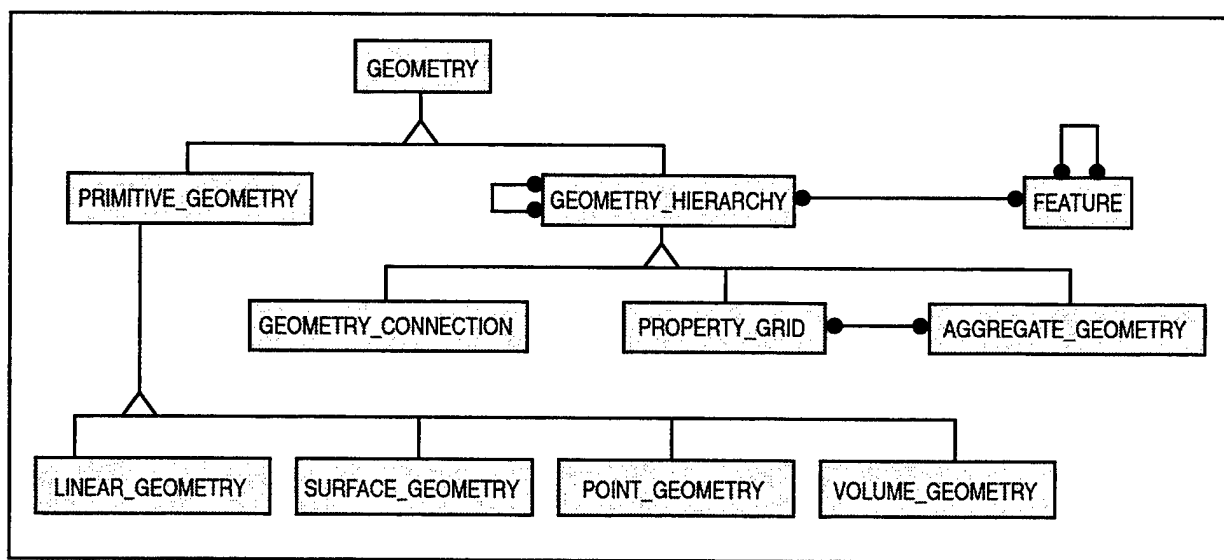 GEOMETRY
PRIMITIVE_GEOMETRY
GEOMETRY_HIERARCHY
FEATURE
GEOMETRY_CONNECTION
PROPERTY_GRID
AGGREGATE_GEOMETRY
LINEAR_GEOMETRY
SURFACE_GEOMETRY
POINT_GEOMETRY
VOLUME_GEOMETRY